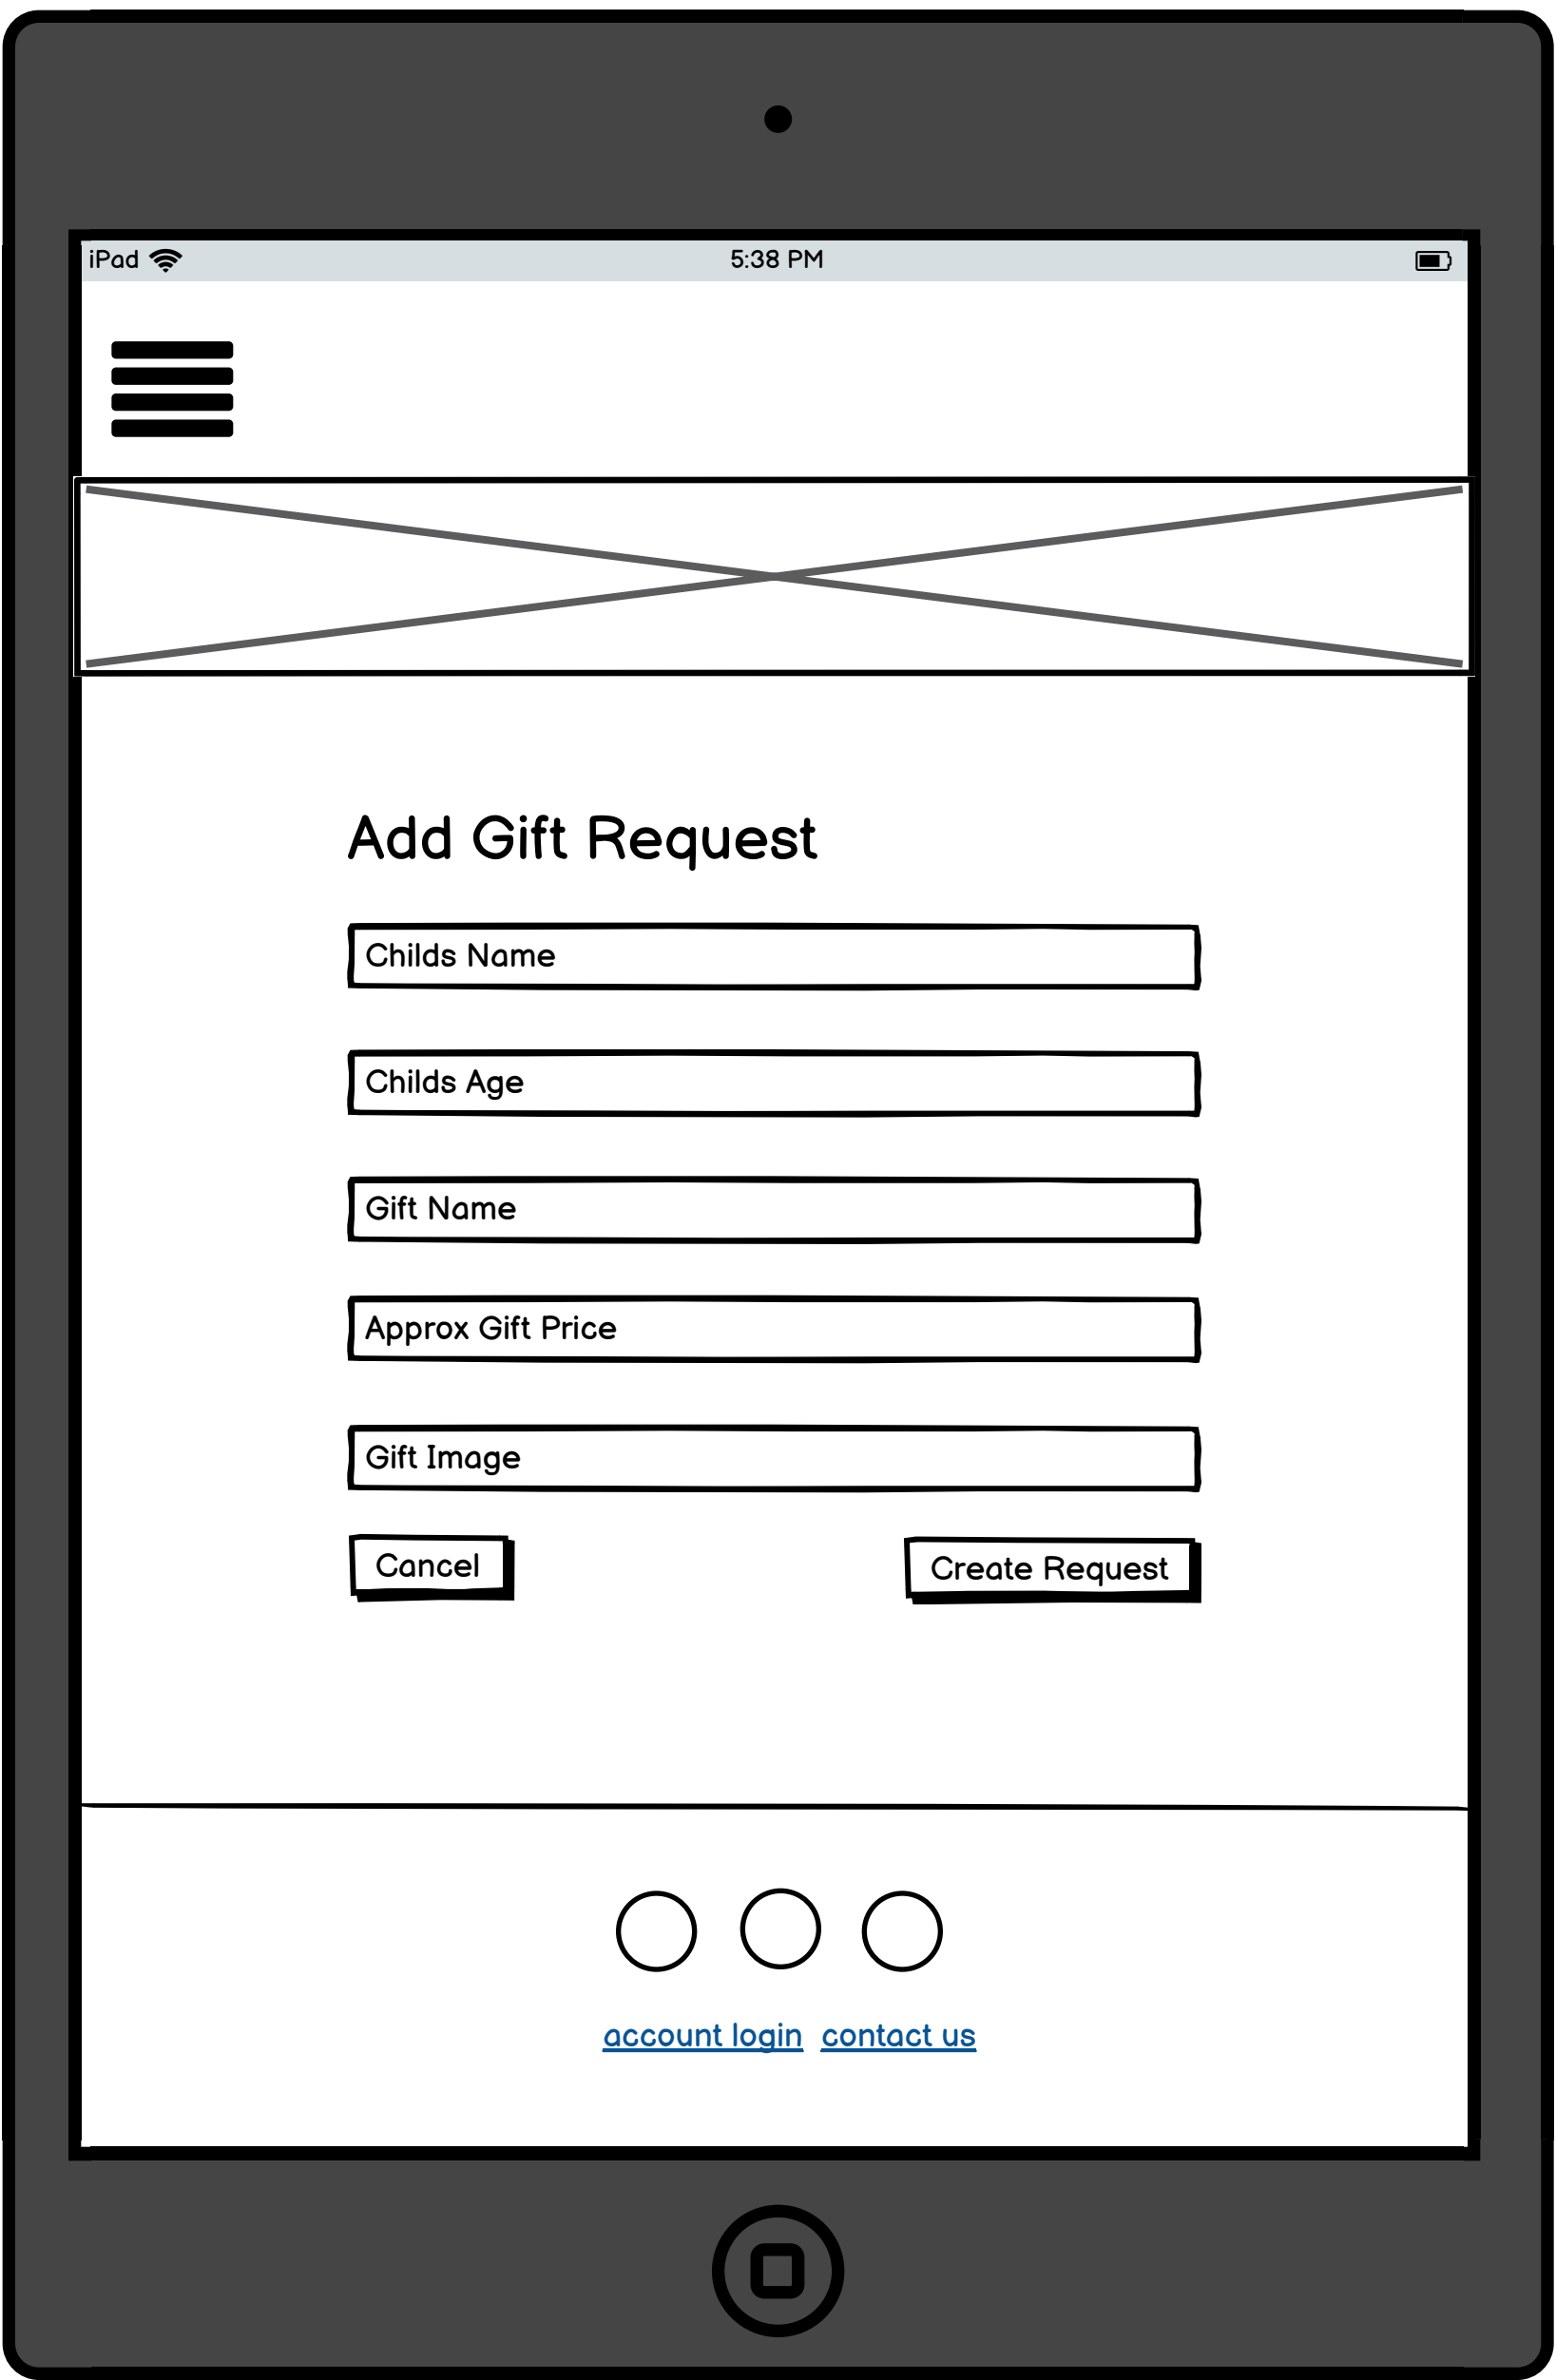 iPad 5:38 PM
Add Gift Request
Childs Name
Childs Age
Gift Name
Approx Gift Price
Gift Image
Cancel Create Request
account login contact us